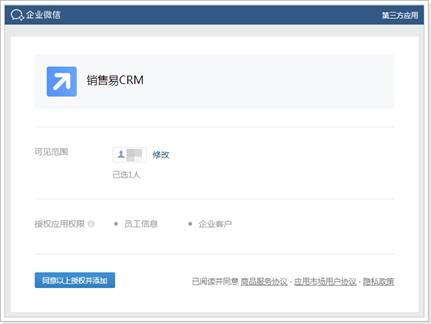 企业微信 第三方应用
销售易CRM
可见范围 修改
已选1人
授权应用权限 • 员工信息 • 企业客户
同意以上授权并添加 已阅读并同意 商品服务协议 · 应用市场用户协议 · 隐私政策